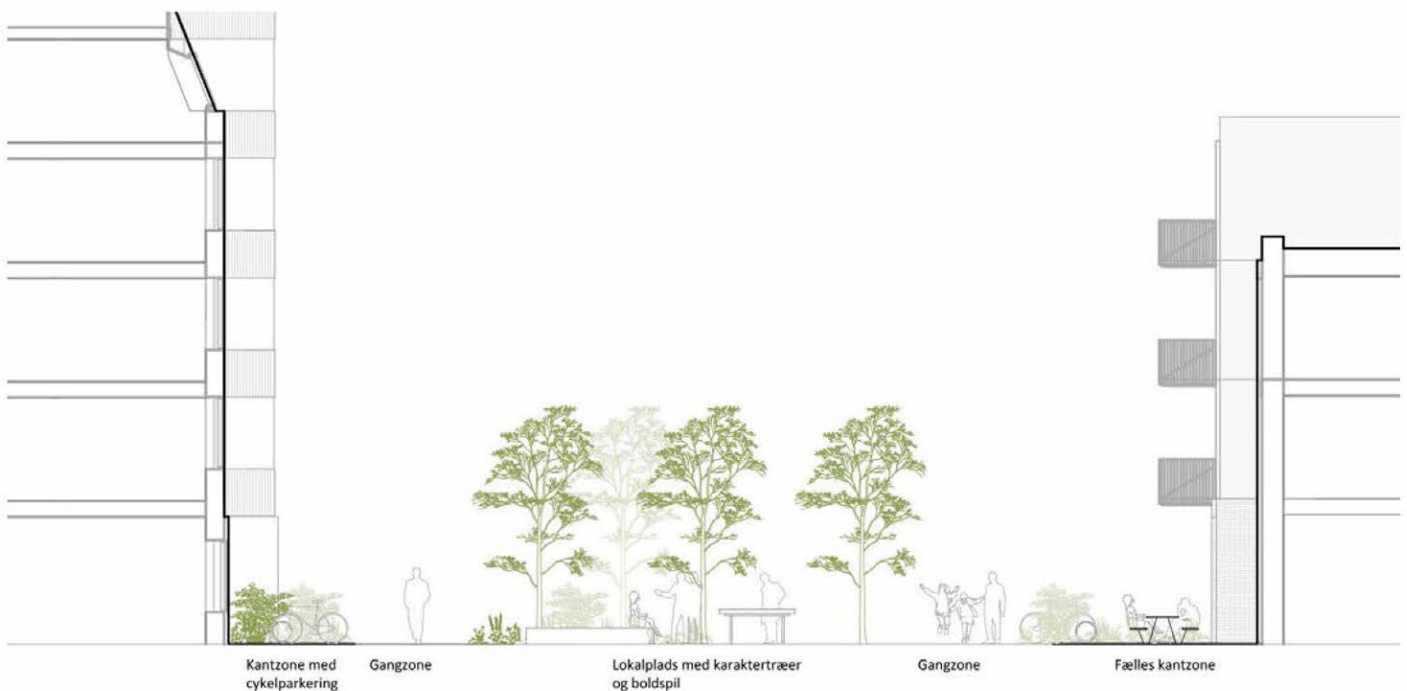 Kantzone med
cykelparkering
Gangzone
Lokalplads med karaktertræer
og boldspil
Gangzone
Fælles kantzone